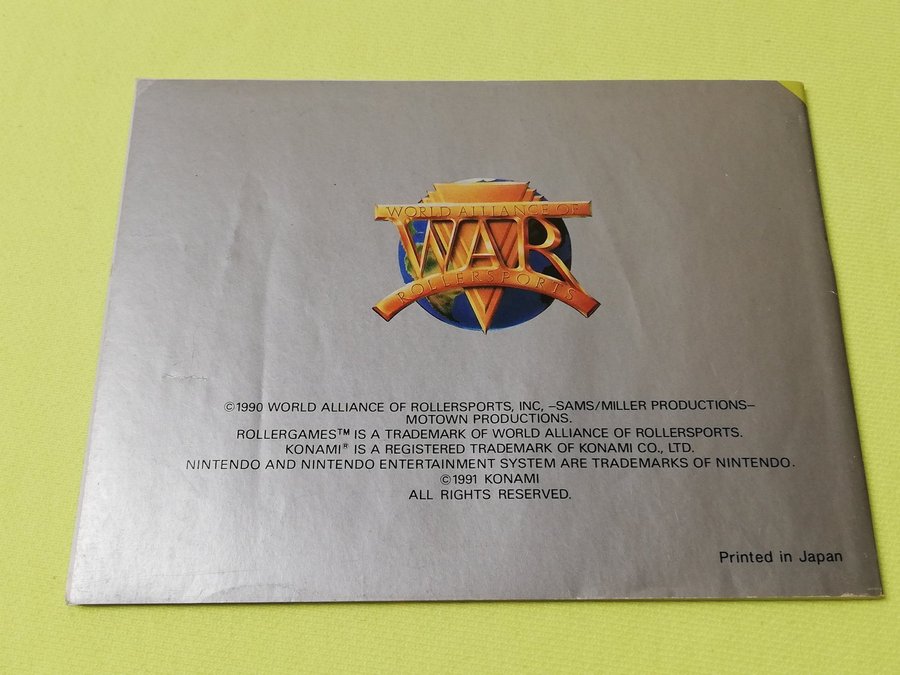 WORLD ALLIANCE OF
WAR
ROLLERSPORTS
©1990 WORLD ALLIANCE OF ROLLERSPORTS, INC, –SAMS/MILLER PRODUCTIONS–
MOTOWN PRODUCTIONS.
ROLLERGAMES™ IS A TRADEMARK OF WORLD ALLIANCE OF ROLLERSPORTS.
KONAMI® IS A REGISTERED TRADEMARK OF KONAMI CO., LTD.
NINTENDO AND NINTENDO ENTERTAINMENT SYSTEM ARE TRADEMARKS OF NINTENDO.
©1991 KONAMI
ALL RIGHTS RESERVED.
Printed in Japan